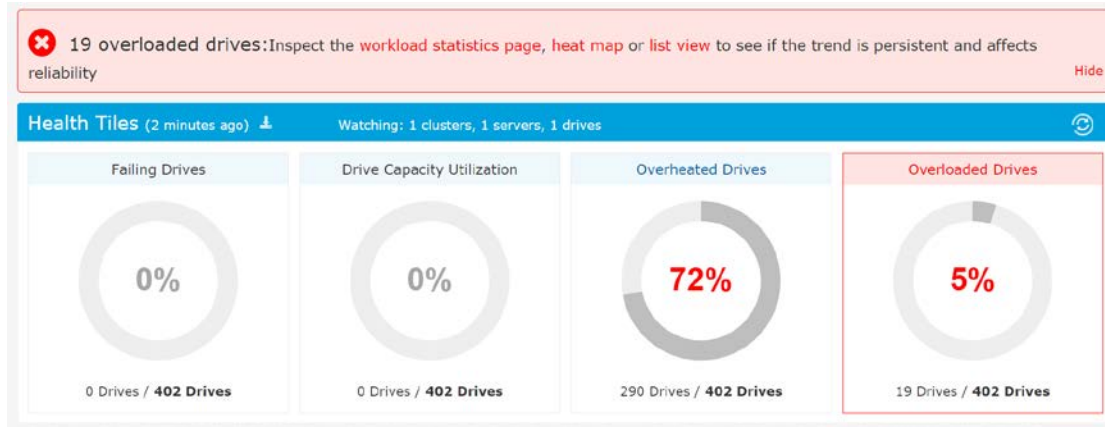 19 overloaded drives:Inspect the workload statistics page, heat map or list view to see if the trend is persistent and affects
reliability
Hide
Health Tiles (2 minutes ago)
Watching: 1 clusters, 1 servers, 1 drives
Failing Drives
0%
0 Drives / 402 Drives
Drive Capacity Utilization
0%
0 Drives / 402 Drives
Overheated Drives
72%
290 Drives / 402 Drives
Overloaded Drives
5%
19 Drives / 402 Drives